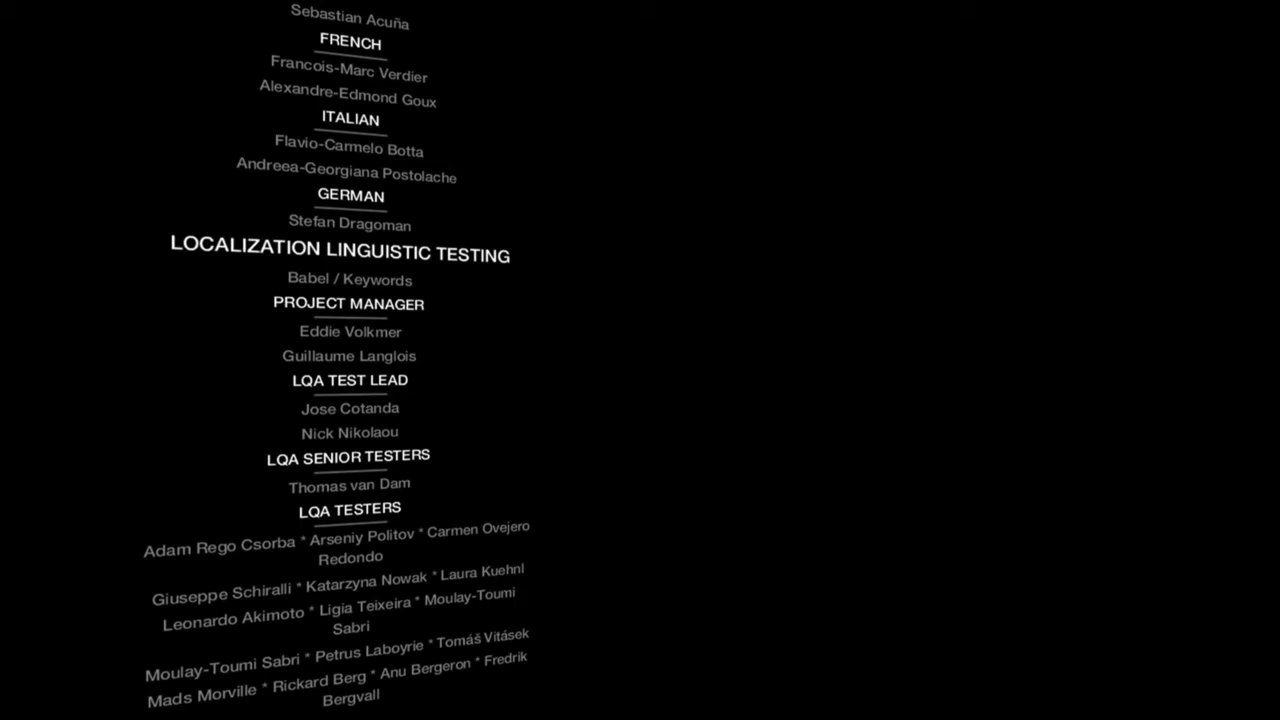 Sebastian Acuña
FRENCH
Francois-Marc Verdier
Alexandre-Edmond Goux
ITALIAN
Flavio-Carmelo Botta
Andreea-Georgiana Postolache
GERMAN
Stefan Dragoman
LOCALIZATION LINGUISTIC TESTING
Babel / Keywords
PROJECT MANAGER
Eddie Volkmer
Guillaume Langlois
LQA TEST LEAD
Jose Cotanda
Nick Nikolaou
LQA SENIOR TESTERS
Thomas van Dam
LQA TESTERS
Adam Rego Csorba * Arseniy Politov * Carmen Ovejero
Redondo
Giuseppe Schiralli * Katarzyna Nowak * Laura Kuehnl
Leonardo Akimoto * Ligia Teixeira * Moulay-Toumi
Sabri
Moulay-Toumi Sabri * Petrus Laboyrie * Tomáš Vitásek
Mads Morville * Rickard Berg * Anu Bergeron * Fredrik
Bergvall